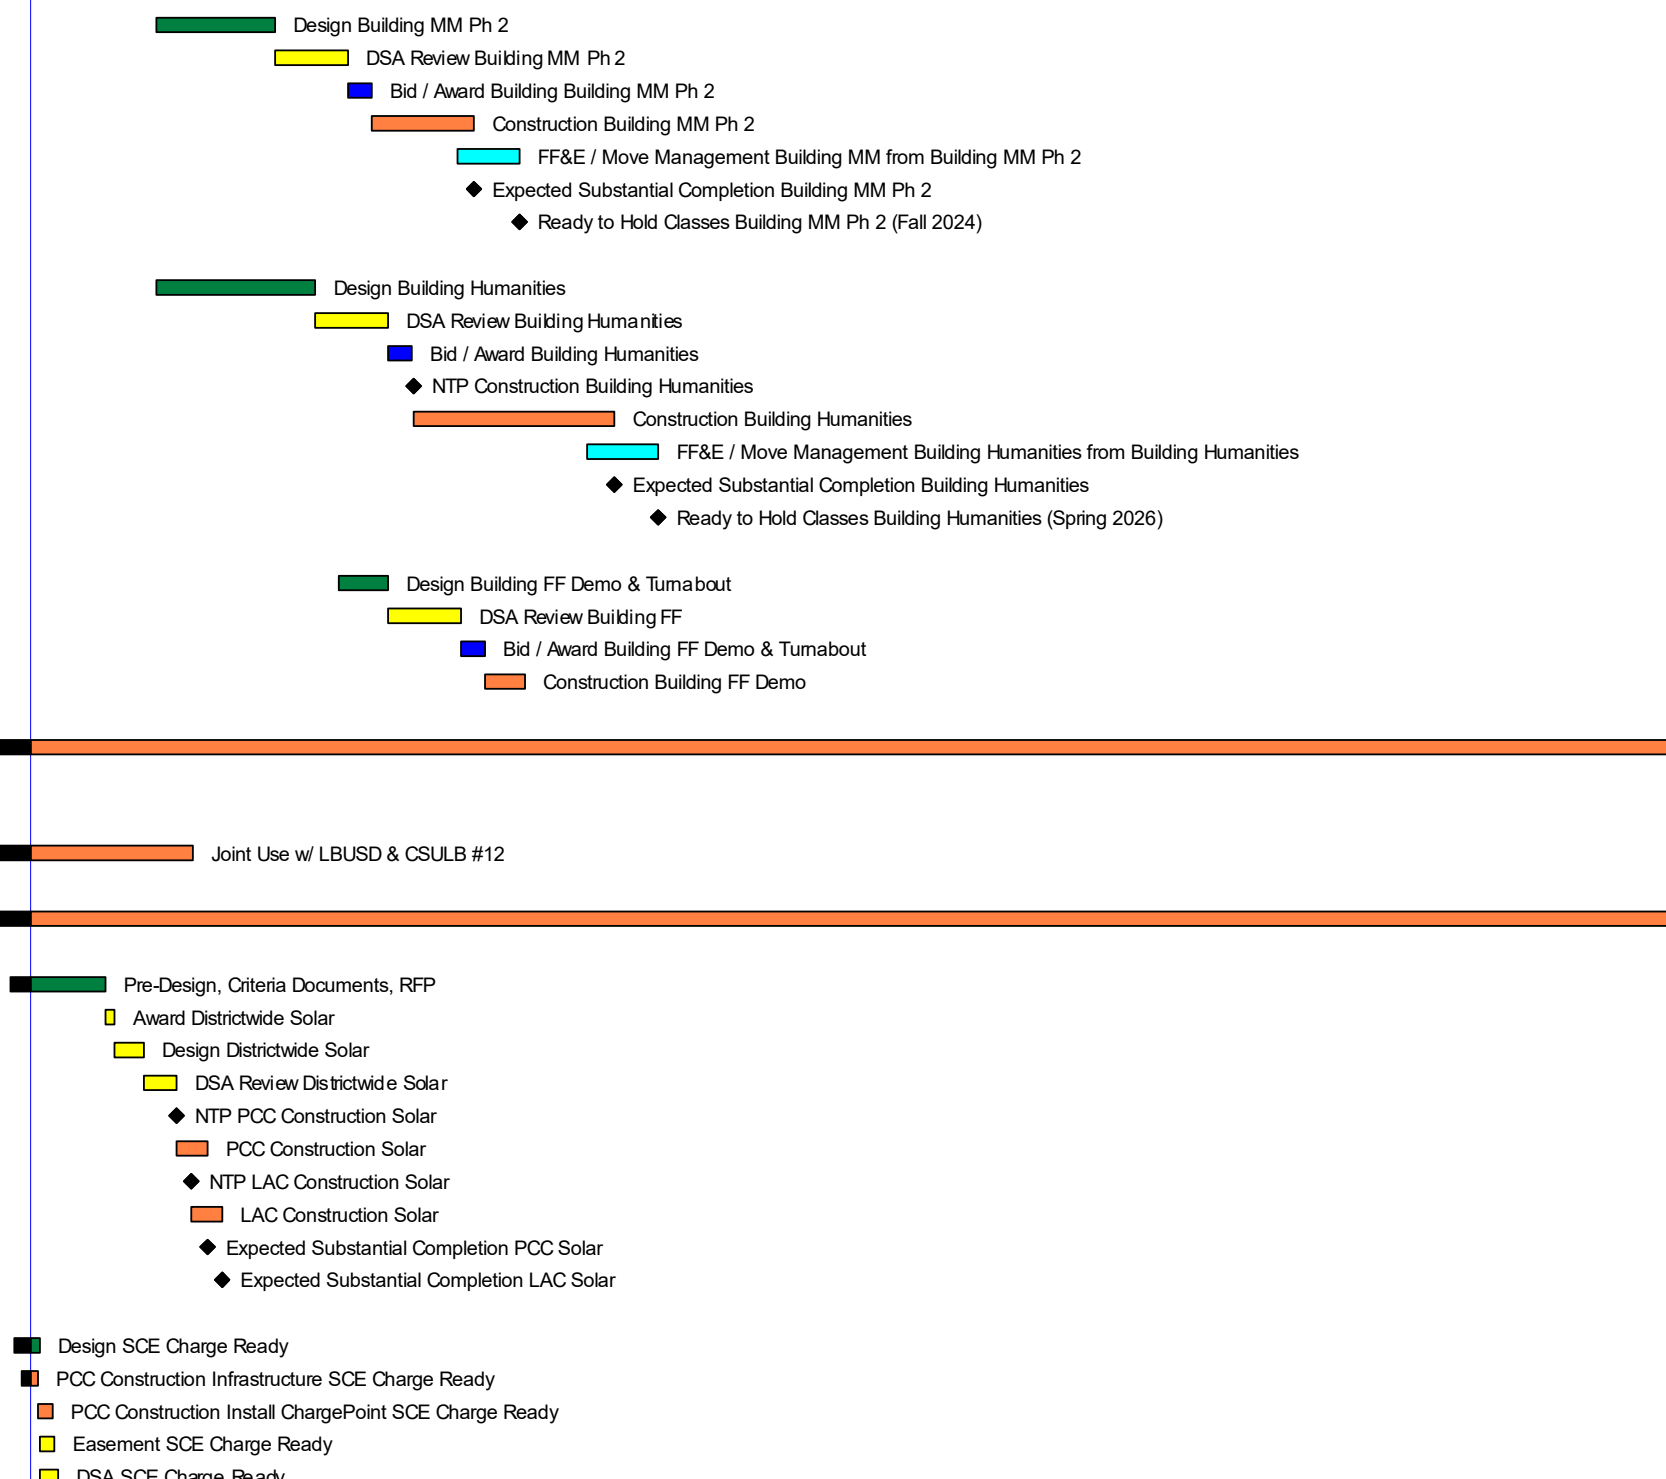 Design Building MM Ph 2
DSA Review Building MM Ph 2
Bid / Award Building Building MM Ph 2
Construction Building MM Ph 2
FF&E / Move Management Building MM from Building MM Ph 2
Expected Substantial Completion Building MM Ph 2
Ready to Hold Classes Building MM Ph 2 (Fall 2024)
Design Building Humanities
DSA Review Building Humanities
Bid / Award Building Humanities
NTP Construction Building Humanities
Construction Building Humanities
FF&E / Move Management Building Humanities from Building Humanities
Expected Substantial Completion Building Humanities
Ready to Hold Classes Building Humanities (Spring 2026)
Design Building FF Demo & Turnabout
DSA Review Building FF
Bid / Award Building FF Demo & Turnabout
Construction Building FF Demo
Joint Use w/ LBUSD & CSULB #12
Pre-Design, Criteria Documents, RFP
Award Districtwide Solar
Design Districtwide Solar
DSA Review Districtwide Solar
NTP PCC Construction Solar
PCC Construction Solar
NTP LAC Construction Solar
LAC Construction Solar
Expected Substantial Completion PCC Solar
Expected Substantial Completion LAC Solar
Design SCE Charge Ready
PCC Construction Infrastructure SCE Charge Ready
PCC Construction Install ChargePoint SCE Charge Ready
Easement SCE Charge Ready
DSA SCE Charge Ready